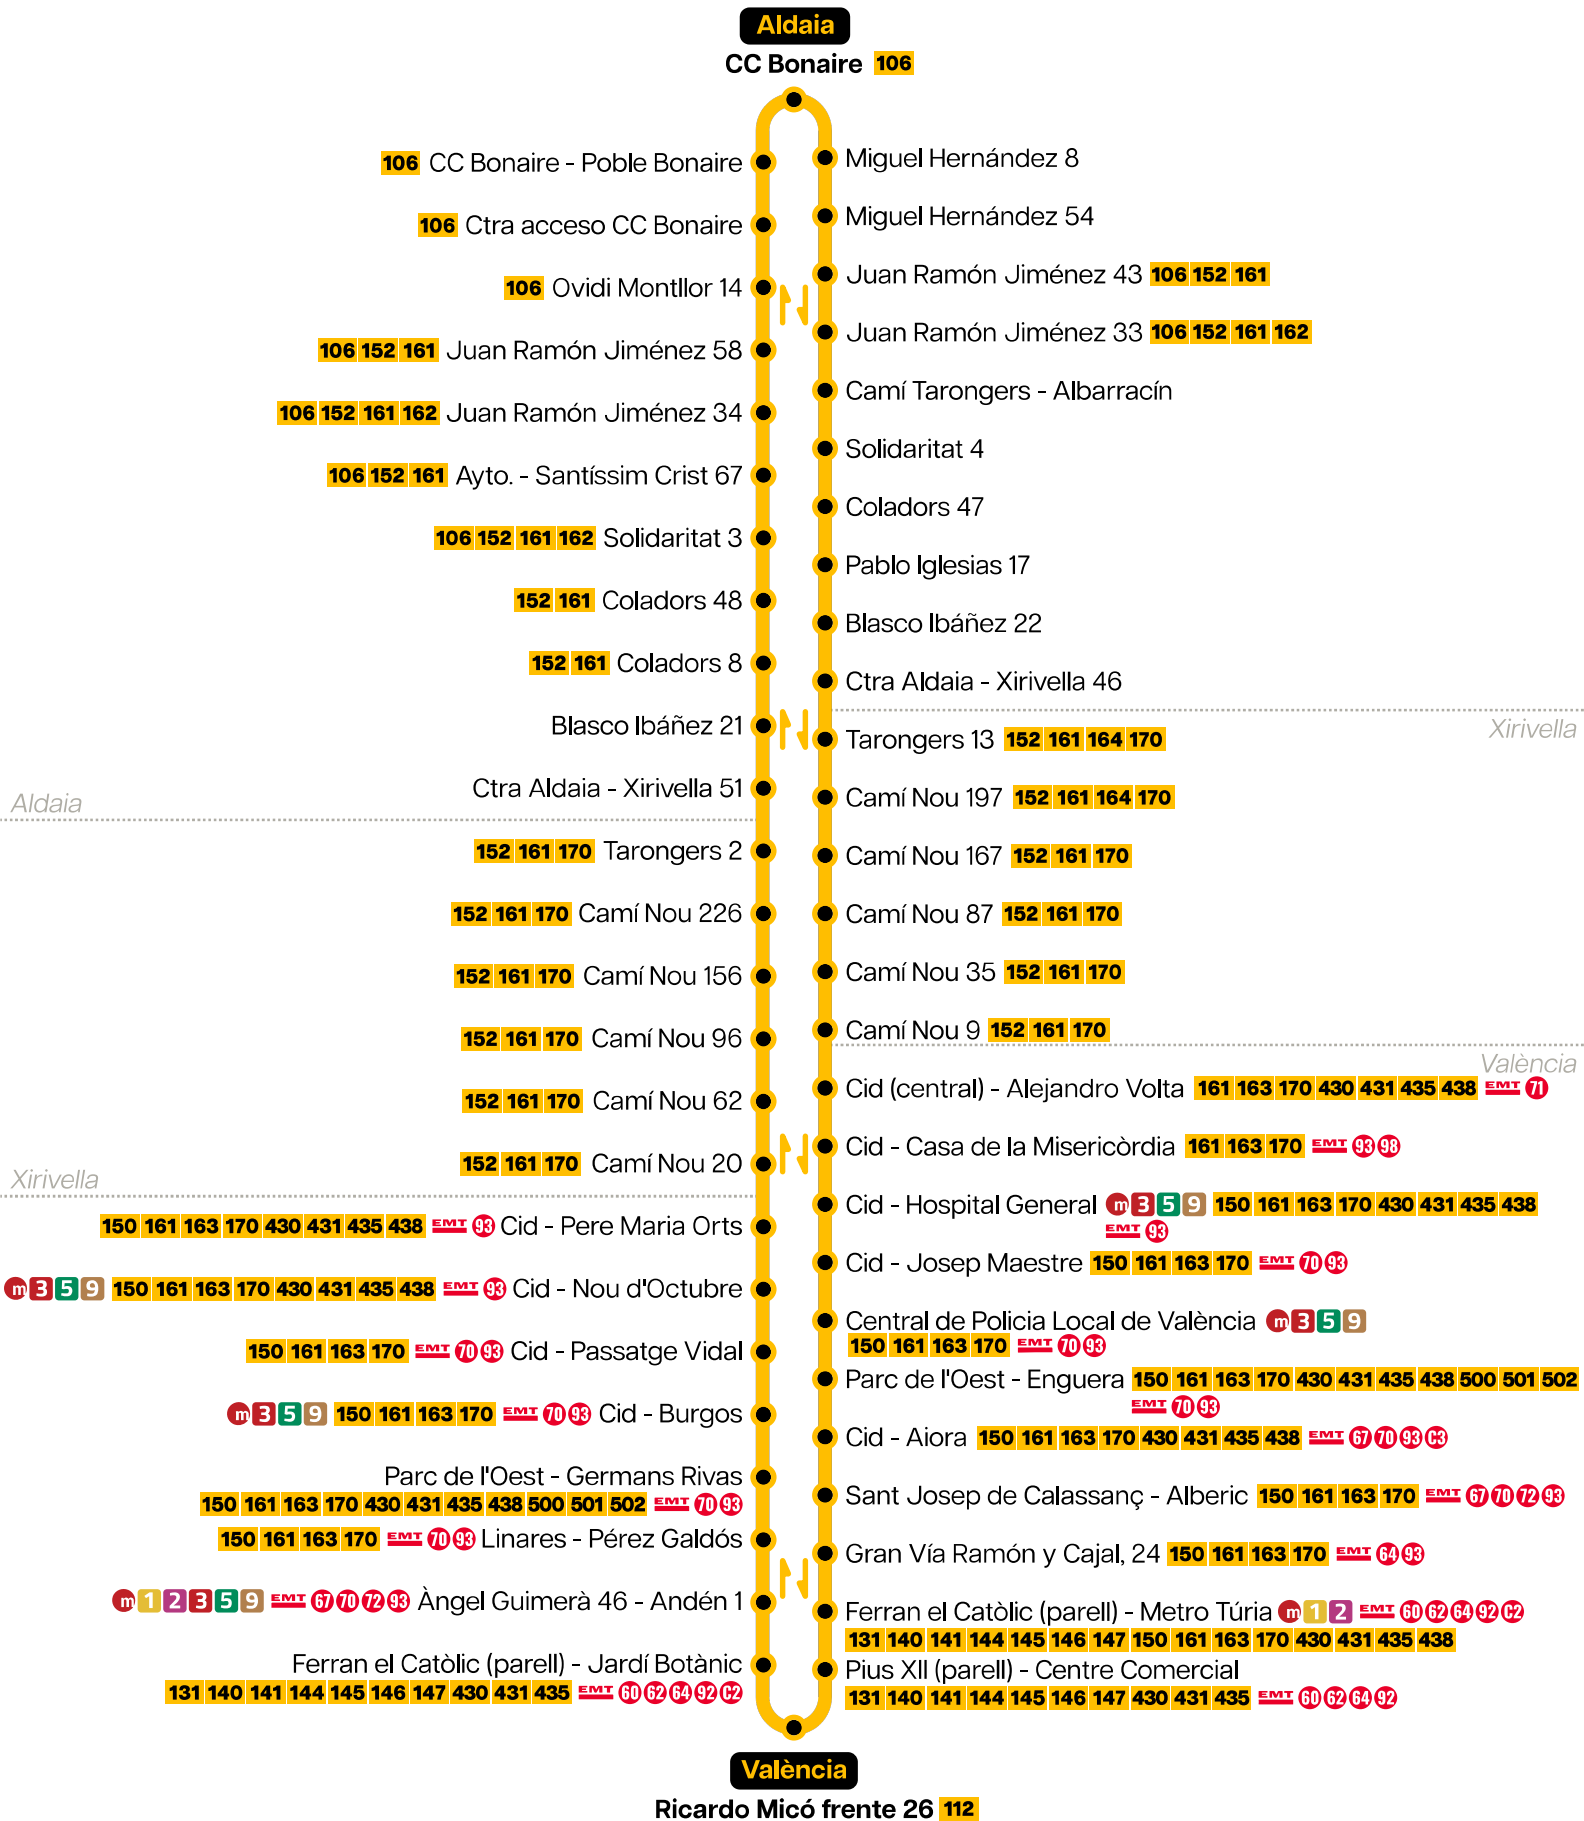 Aldaia
CC Bonaire 106
106 CC Bonaire - Poble Bonaire
106 Ctra acceso CC Bonaire
106 Ovidi Montllor 14
106 152 161 Juan Ramón Jiménez 58
106 152 161 162 Juan Ramón Jiménez 34
106 152 161 Ayto. - Santíssim Crist 67
106 152 161 162 Solidaritat 3
152 161 Coladors 48
152 161 Coladors 8
Blasco Ibáñez 21
Ctra Aldaia - Xirivella 51
Aldaia
152 161 170 Tarongers 2
152 161 170 Camí Nou 226
152 161 170 Camí Nou 156
152 161 170 Camí Nou 96
152 161 170 Camí Nou 62
152 161 170 Camí Nou 20
Xirivella
150 161 163 170 430 431 435 438 EMT 93 Cid - Pere Maria Orts
m 3 5 9 150 161 163 170 430 431 435 438 EMT 93 Cid - Nou d'Octubre
150 161 163 170 EMT 70 93 Cid - Passatge Vidal
m 3 5 9 150 161 163 170 EMT 70 93 Cid - Burgos
Parc de l'Oest - Germans Rivas
150 161 163 170 430 431 435 438 500 501 502 EMT 70 93
150 161 163 170 EMT 70 93 Linares - Pérez Galdós
m 1 2 3 5 9 EMT 67 70 72 93 Àngel Guimerà 46 - Andén 1
Ferran el Catòlic (parell) - Jardí Botànic
131 140 141 144 145 146 147 430 431 435 EMT 60 62 64 92 C2
Miguel Hernández 8
Miguel Hernández 54
Juan Ramón Jiménez 43 106 152 161
Juan Ramón Jiménez 33 106 152 161 162
Camí Tarongers - Albarracín
Solidaritat 4
Coladors 47
Pablo Iglesias 17
Blasco Ibáñez 22
Ctra Aldaia - Xirivella 46
Xirivella
Tarongers 13 152 161 164 170
Camí Nou 197 152 161 164 170
Camí Nou 167 152 161 170
Camí Nou 87 152 161 170
Camí Nou 35 152 161 170
Camí Nou 9 152 161 170
València
Cid (central) - Alejandro Volta 161 163 170 430 431 435 438 EMT 71
Cid - Casa de la Misericòrdia 161 163 170 EMT 93 98
Cid - Hospital General m 3 5 9 150 161 163 170 430 431 435 438
EMT 93
Cid - Josep Maestre 150 161 163 170 EMT 70 93
Central de Policia Local de València m 3 5 9
150 161 163 170 EMT 70 93
Parc de l'Oest - Enguera 150 161 163 170 430 431 435 438 500 501 502
EMT 70 93
Cid - Aiora 150 161 163 170 430 431 435 438 EMT 67 70 93 C3
Sant Josep de Calassanç - Alberic 150 161 163 170 EMT 67 70 72 93
Gran Vía Ramón y Cajal, 24 150 161 163 170 EMT 64 93
Ferran el Catòlic (parell) - Metro Túria m 1 2 EMT 60 62 64 92 C2
131 140 141 144 145 146 147 150 161 163 170 430 431 435 438
Pius XII (parell) - Centre Comercial
131 140 141 144 145 146 147 430 431 435 EMT 60 62 64 92
València
Ricardo Micó frente 26 112